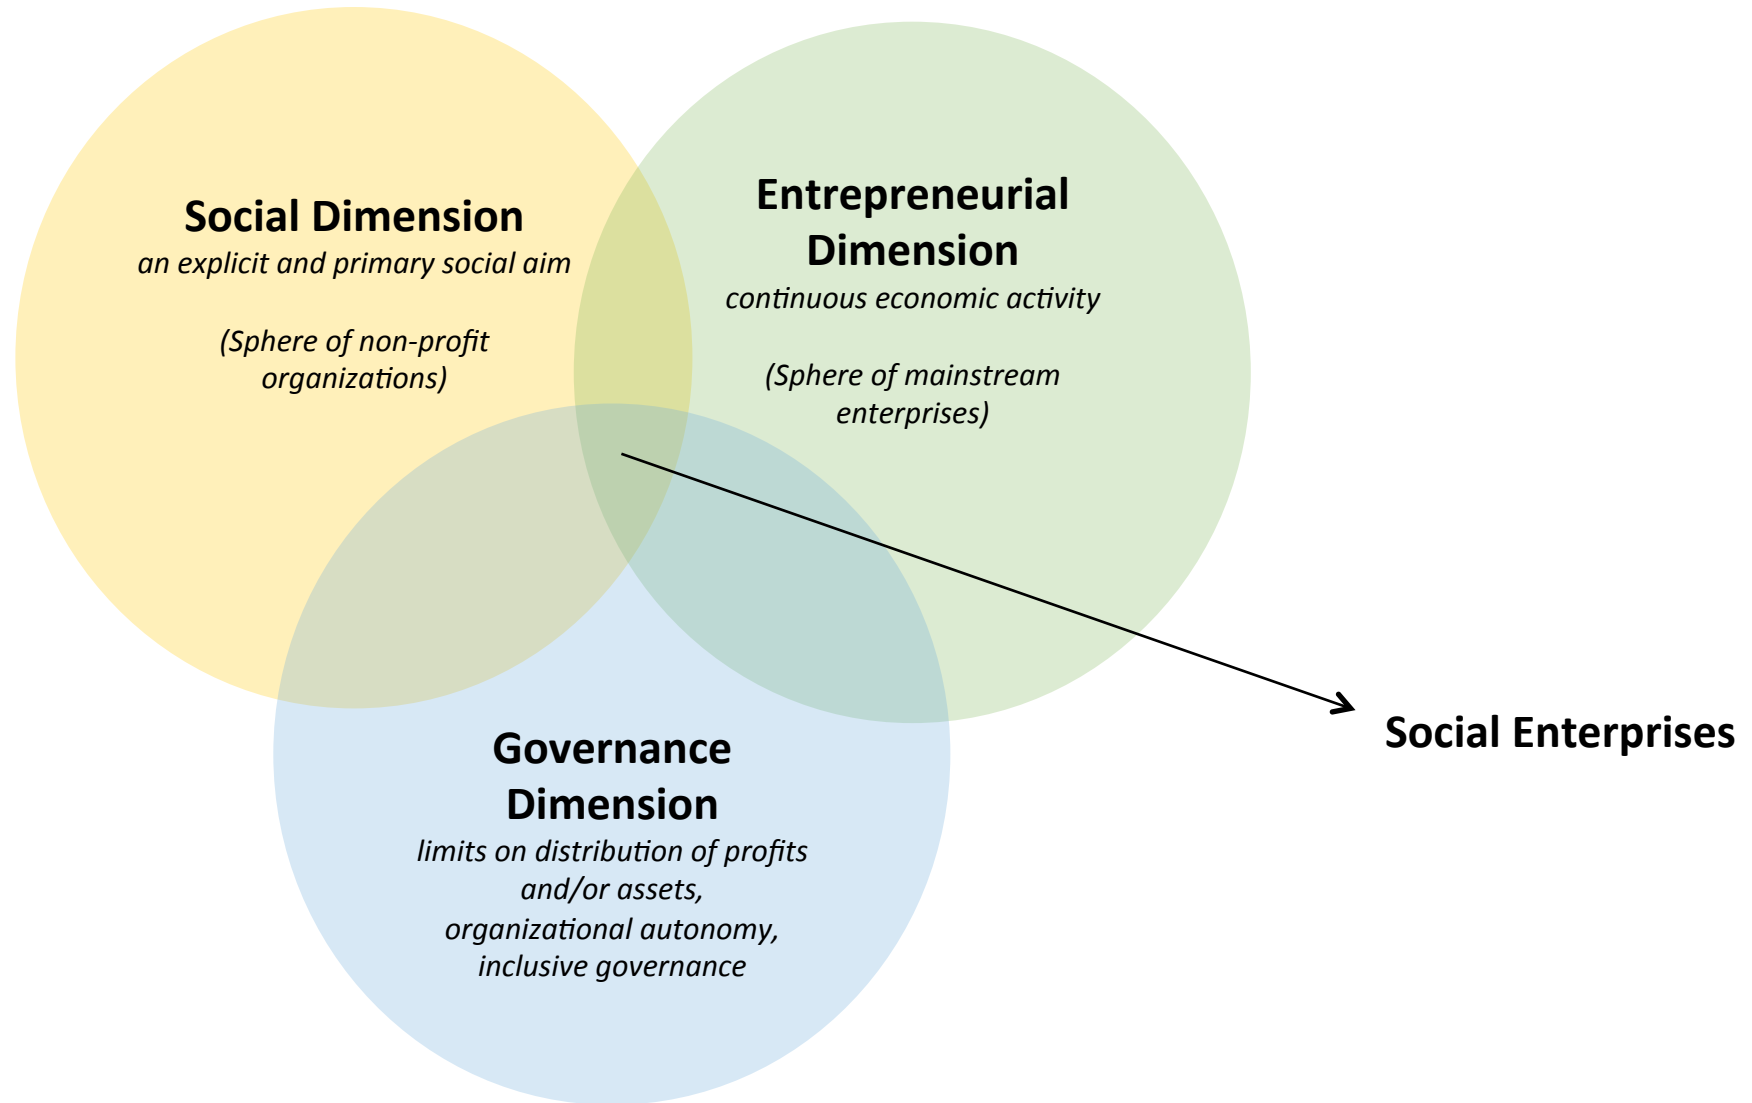 Social Dimension
an explicit and primary social aim
(Sphere of non-profit
organizations)
Entrepreneurial
Dimension
continuous economic activity
(Sphere of mainstream
enterprises)
Governance
Dimension
limits on distribution of profits
and/or assets,
organizational autonomy,
inclusive governance
Social Enterprises